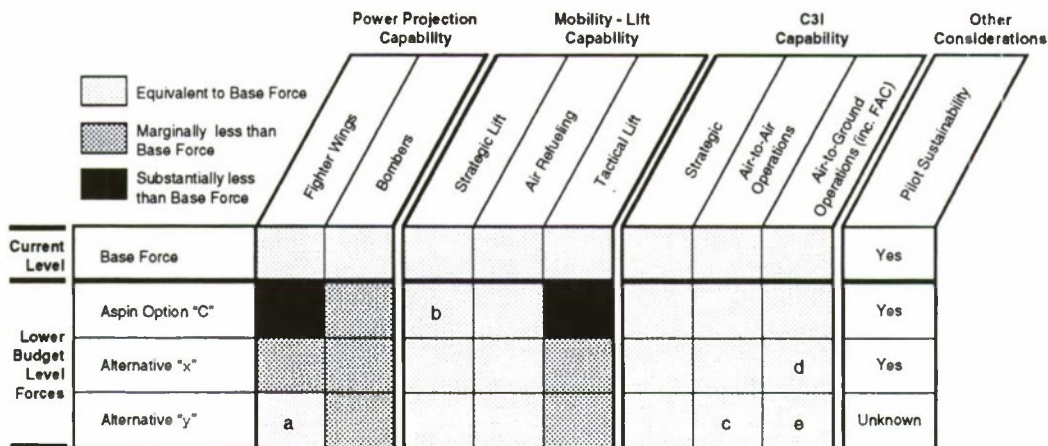 Power Projection
Capability
Mobility - Lift
Capability
C3I
Capability
Other
Considerations
Equivalent to Base Force
Marginally less than
Base Force
Substantially less
than Base Force
Fighter Wings
Bombers
Strategic Lift
Air Refueling
Tactical Lift
Strategic
Air-to-Air
Operations
Air-to-Ground
Operations (inc. FAC)
Pilot Sustainability
Current
Level
Base Force
Yes
Lower
Budget
Level
Forces
Aspin Option "C"
b
Yes
Alternative "x"
d
Yes
Alternative "y"
a
c
e
Unknown